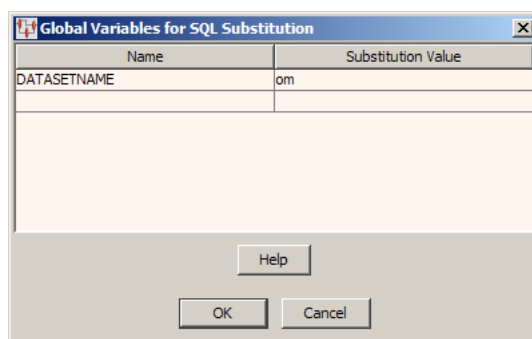 Global Variables for SQL Substitution
Name Substitution Value
DATASETNAME om
Help
OK Cancel